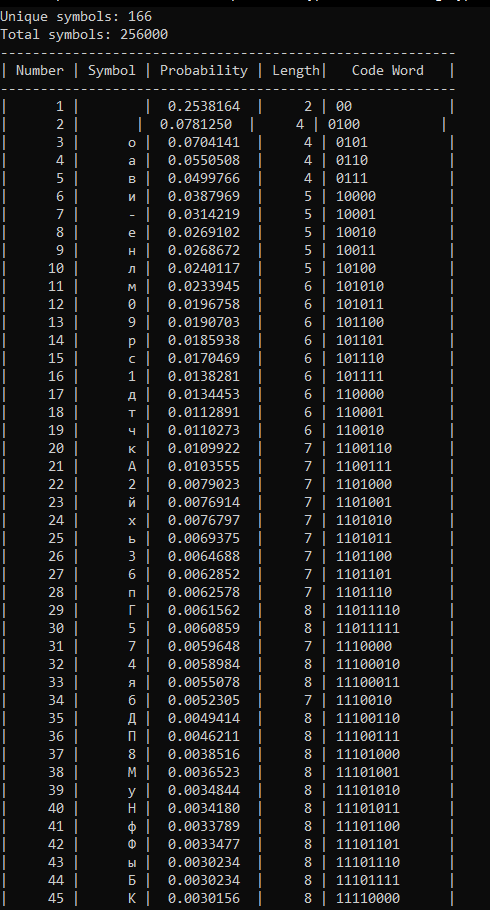 Unique symbols: 166
Total symbols: 256000
--------------------------------------------------------
| Number | Symbol | Probability | Length| Code Word |
--------------------------------------------------------
| 1 | | 0.2538164 | 2 | 00 |
| 2 | | 0.0781250 | 4 | 0100 |
| 3 | о | 0.0704141 | 4 | 0101 |
| 4 | а | 0.0550508 | 4 | 0110 |
| 5 | в | 0.0499766 | 4 | 0111 |
| 6 | и | 0.0387969 | 5 | 10000 |
| 7 | - | 0.0314219 | 5 | 10001 |
| 8 | е | 0.0269102 | 5 | 10010 |
| 9 | н | 0.0268672 | 5 | 10011 |
| 10 | л | 0.0240117 | 5 | 10100 |
| 11 | м | 0.0233945 | 6 | 101010 |
| 12 | 0 | 0.0196758 | 6 | 101011 |
| 13 | 9 | 0.0190703 | 6 | 101100 |
| 14 | р | 0.0185938 | 6 | 101101 |
| 15 | с | 0.0170469 | 6 | 101110 |
| 16 | 1 | 0.0138281 | 6 | 101111 |
| 17 | д | 0.0134453 | 6 | 110000 |
| 18 | т | 0.0112891 | 6 | 110001 |
| 19 | ч | 0.0110273 | 6 | 110010 |
| 20 | к | 0.0109922 | 7 | 1100110 |
| 21 | А | 0.0103555 | 7 | 1100111 |
| 22 | 2 | 0.0079023 | 7 | 1101000 |
| 23 | й | 0.0076914 | 7 | 1101001 |
| 24 | х | 0.0076797 | 7 | 1101010 |
| 25 | ь | 0.0069375 | 7 | 1101011 |
| 26 | 3 | 0.0064688 | 7 | 1101100 |
| 27 | 6 | 0.0062852 | 7 | 1101101 |
| 28 | п | 0.0062578 | 7 | 1101110 |
| 29 | Г | 0.0061562 | 8 | 11011110 |
| 30 | 5 | 0.0060859 | 8 | 11011111 |
| 31 | 7 | 0.0059648 | 7 | 1110000 |
| 32 | 4 | 0.0058984 | 8 | 11100010 |
| 33 | я | 0.0055078 | 8 | 11100011 |
| 34 | б | 0.0052305 | 7 | 1110010 |
| 35 | Д | 0.0049414 | 8 | 11100110 |
| 36 | П | 0.0046211 | 8 | 11100111 |
| 37 | 8 | 0.0038516 | 8 | 11101000 |
| 38 | М | 0.0036523 | 8 | 11101001 |
| 39 | у | 0.0034844 | 8 | 11101010 |
| 40 | Н | 0.0034180 | 8 | 11101011 |
| 41 | ф | 0.0033789 | 8 | 11101100 |
| 42 | Ф | 0.0033477 | 8 | 11101101 |
| 43 | ы | 0.0030234 | 8 | 11101110 |
| 44 | Б | 0.0030234 | 8 | 11101111 |
| 45 | К | 0.0030156 | 8 | 11110000 |